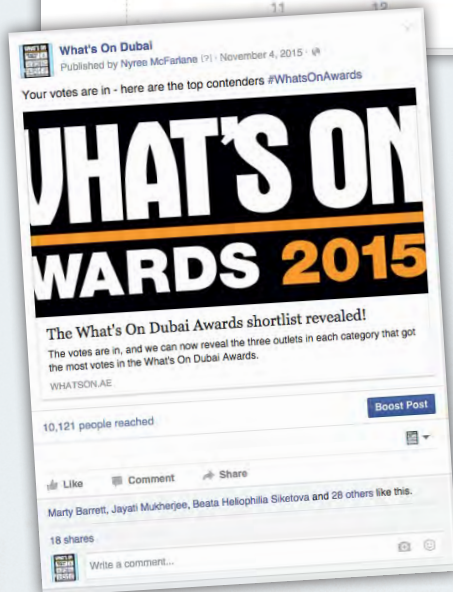 11 12
What's On Dubai
Published by Nyree McFarlane [?] · November 4, 2015 ·
Your votes are in - here are the top contenders #WhatsOnAwards
WHAT'S ON
WARDS 2015
The What's On Dubai Awards shortlist revealed!
The votes are in, and we can now reveal the three outlets in each category that got
the most votes in the What's On Dubai Awards.
WHATSON.AE
10,121 people reached
Boost Post
Like Comment Share
Marty Barrett, Jayati Mukherjee, Beata Heliophilia Siketova and 28 others like this.
18 shares
Write a comment...